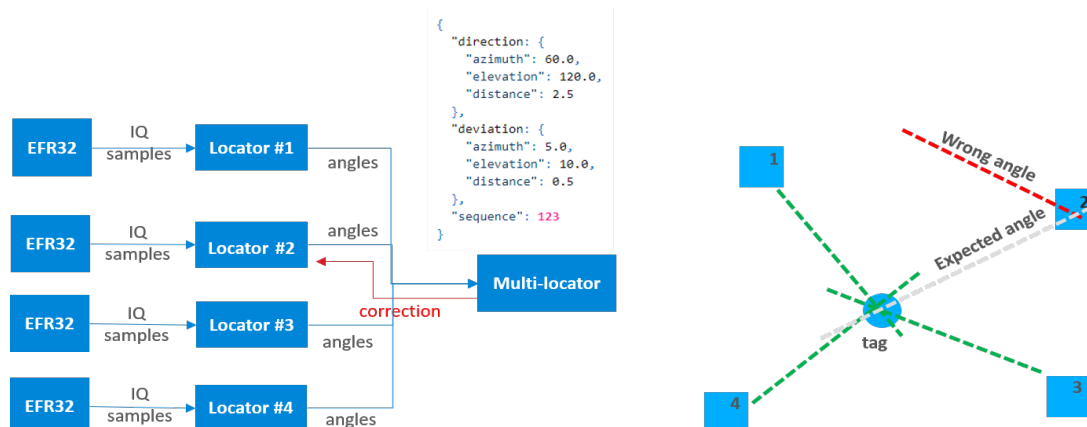 {
"direction: {
"azimuth": 60.0,
"elevation": 120.0,
"distance": 2.5
},
"deviation: {
"azimuth": 5.0,
"elevation": 10.0,
"distance": 0.5
},
"sequence": 123
}
EFR32
IQ
samples
Locator #1
angles
EFR32
IQ
samples
Locator #2
angles
Multi-locator
correction
EFR32
IQ
samples
Locator #3
angles
EFR32
IQ
samples
Locator #4
angles
1
Wrong angle
2
Expected angle
tag
3
4